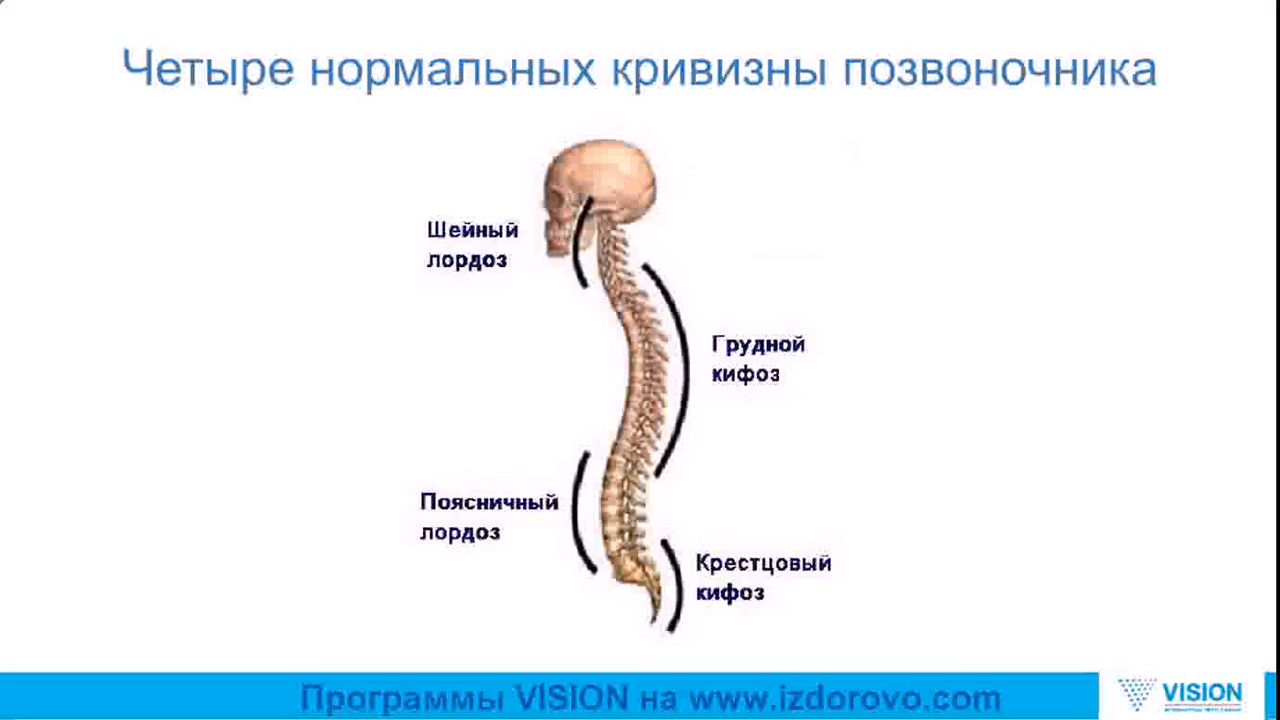 Четыре нормальных кривизны позвоночника
Шейный
лордоз
Грудной
кифоз
Поясничный
лордоз
Крестцовый
кифоз
Программы VISION на www.izdorovo.com
VISION